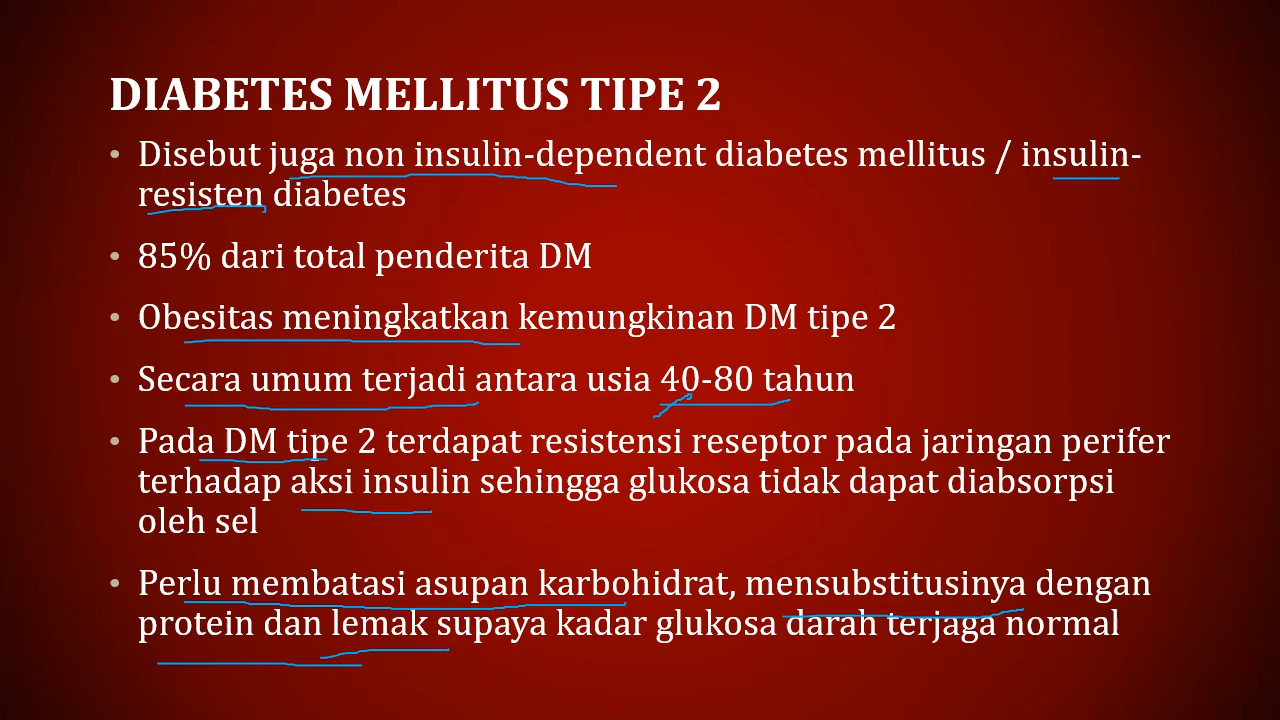 DIABETES MELLITUS TIPE 2
• Disebut juga non insulin-dependent diabetes mellitus / insulin-
resisten diabetes
• 85% dari total penderita DM
• Obesitas meningkatkan kemungkinan DM tipe 2
• Secara umum terjadi antara usia 40-80 tahun
• Pada DM tipe 2 terdapat resistensi reseptor pada jaringan perifer
terhadap aksi insulin sehingga glukosa tidak dapat diabsorpsi
oleh sel
• Perlu membatasi asupan karbohidrat, mensubstitusinya dengan
protein dan lemak supaya kadar glukosa darah terjaga normal